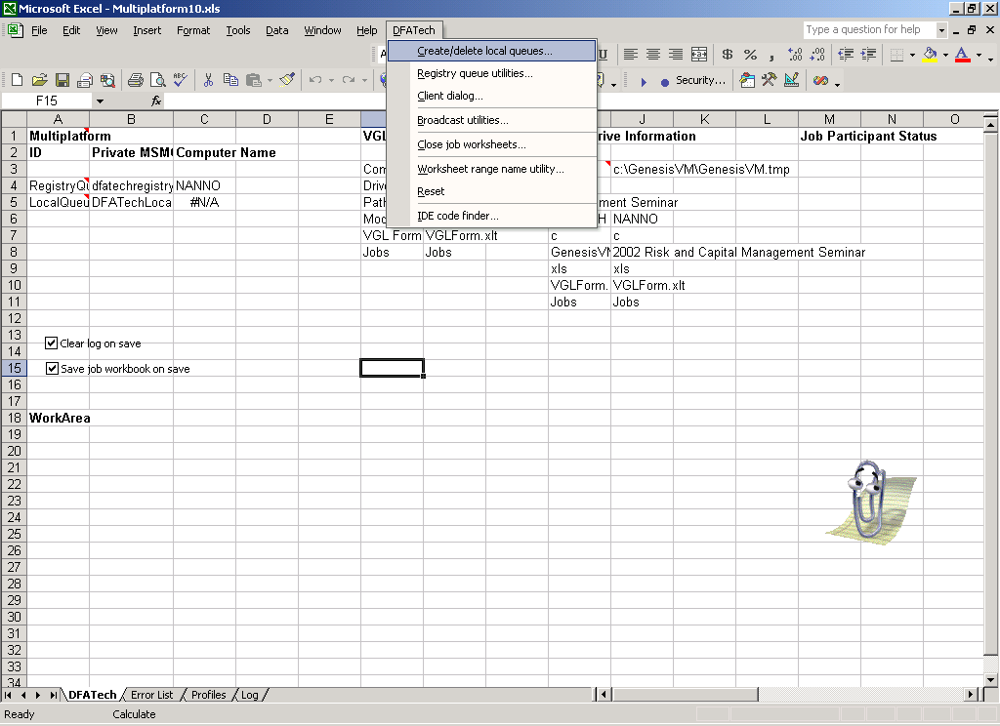 Microsoft Excel - Multiplatform10.xls
File Edit View Insert Format Tools Data Window Help DFATech
Type a question for help
Create/delete local queues...
Registry queue utilities...
Client dialog...
Broadcast utilities...
Close job worksheets...
Worksheet range name utility...
Reset
IDE code finder...
U $ % , .00 .00
ABC Security...
F15 fx
A B C D E J K L M N O
1 Multiplatform VGL rive Information Job Participant Status
2 ID Private MSM Computer Name
3 Com c:\GenesisVM\GenesisVM.tmp
4 RegistryQu dfatechregistry NANNO Drive
5 LocalQueu DFATechLoca #N/A Path ment Seminar
6 Mod H NANNO
7 VGL Form VGLForm.xlt c c
8 Jobs Jobs GenesisVM 2002 Risk and Capital Management Seminar
9 xls xls
10 VGLForm. VGLForm.xlt
11 Jobs Jobs
12
13
Clear log on save
14
15 Save job workbook on save
16
17
18 WorkArea
19
20
21
22
23
24
25
26
27
28
29
30
31
32
33
34
DFATech Error List Profiles Log
Ready Calculate